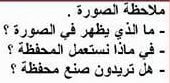 ملاحظة الصورة .
- ما الذي يظهر في الصورة ؟
- في ماذا نستعمل المحفظة ؟
- هل تريدون صنع محفظة ؟